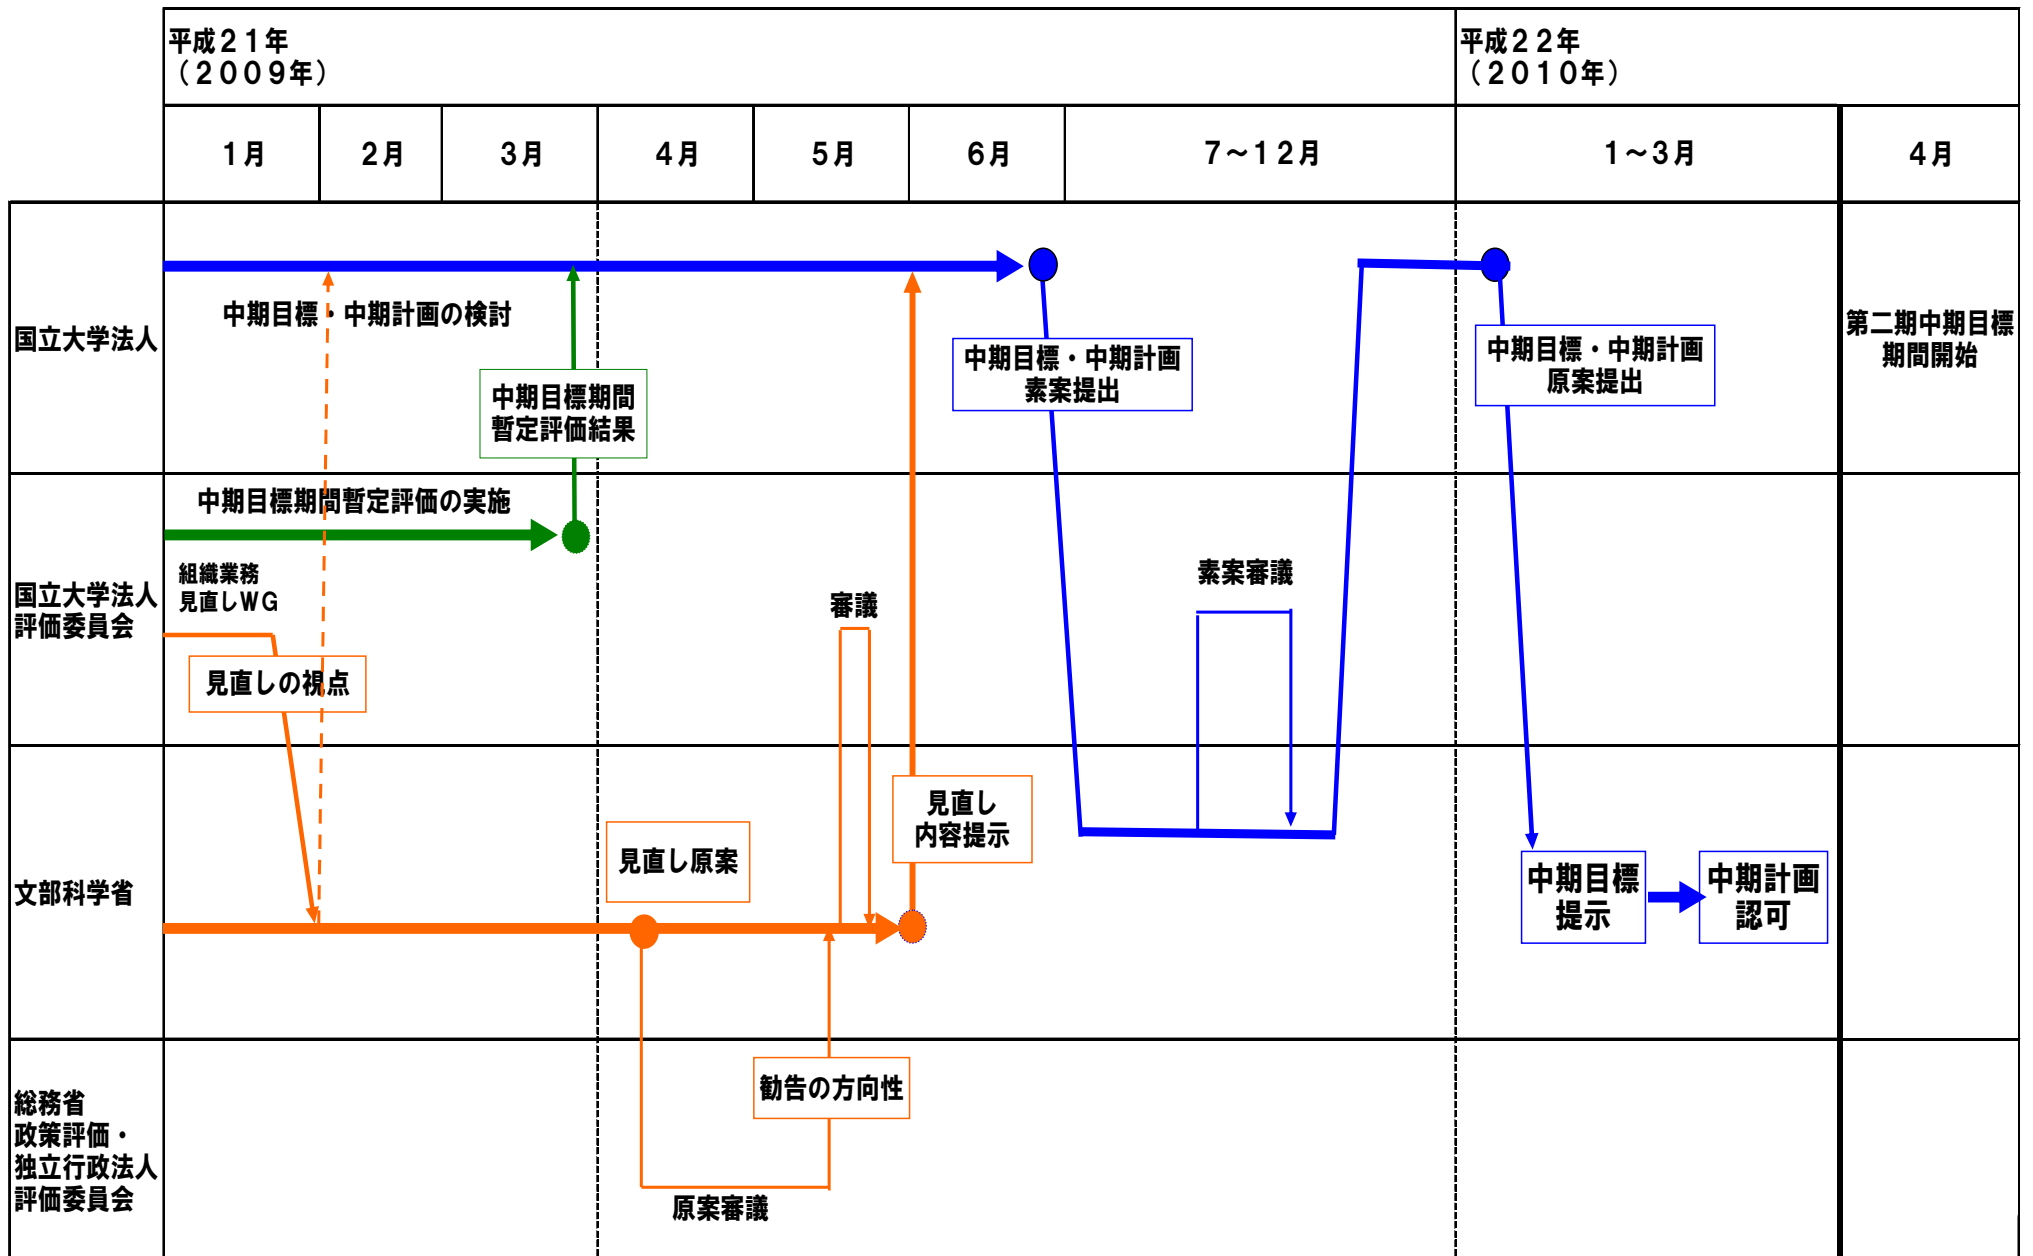 平成２１年
（２００９年）
平成２２年
（２０１０年）
１月
２月
３月
４月
５月
６月
７～１２月
１～３月
４月
国立大学法人
中期目標・中期計画の検討
中期目標期間
暫定評価結果
中期目標・中期計画
素案提出
中期目標・中期計画
原案提出
第二期中期目標
期間開始
国立大学法人
評価委員会
中期目標期間暫定評価の実施
組織業務
見直しＷＧ
見直しの視点
審議
素案審議
文部科学省
見直し原案
見直し
内容提示
中期目標
提示
中期計画
認可
総務省
政策評価・
独立行政法人
評価委員会
勧告の方向性
原案審議